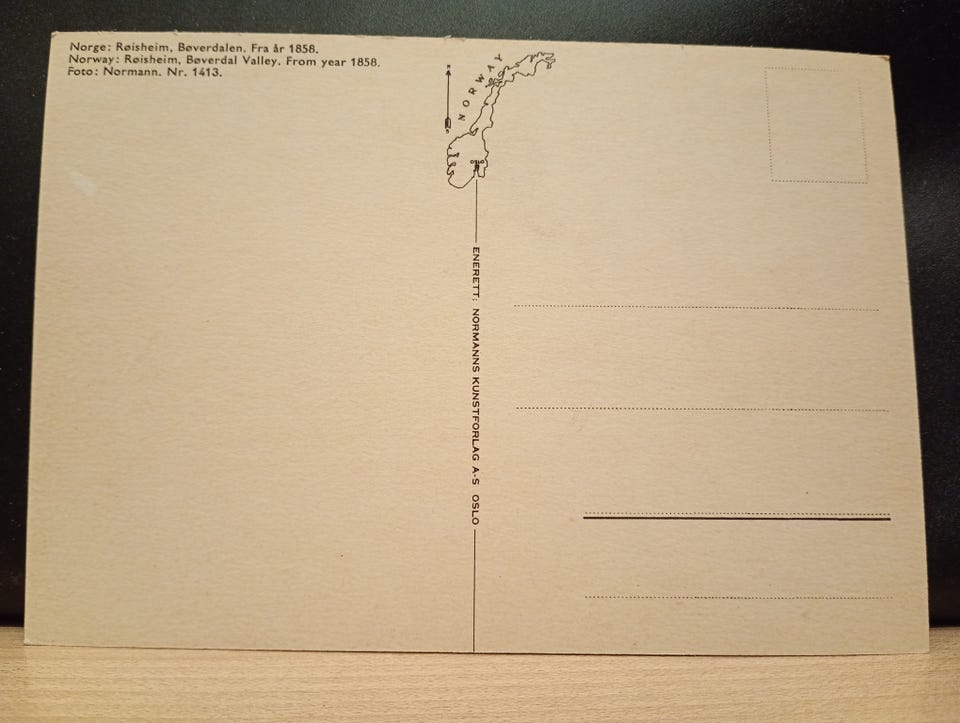 Norge: Røisheim, Bøverdalen. Fra år 1858.
Norway: Røisheim, Bøverdal Valley. From year 1858.
Foto: Normann. Nr. 1413.
NORWAY
OSLO
ENERETT: NORMANNS KUNSTFORLAG A-S OSLO